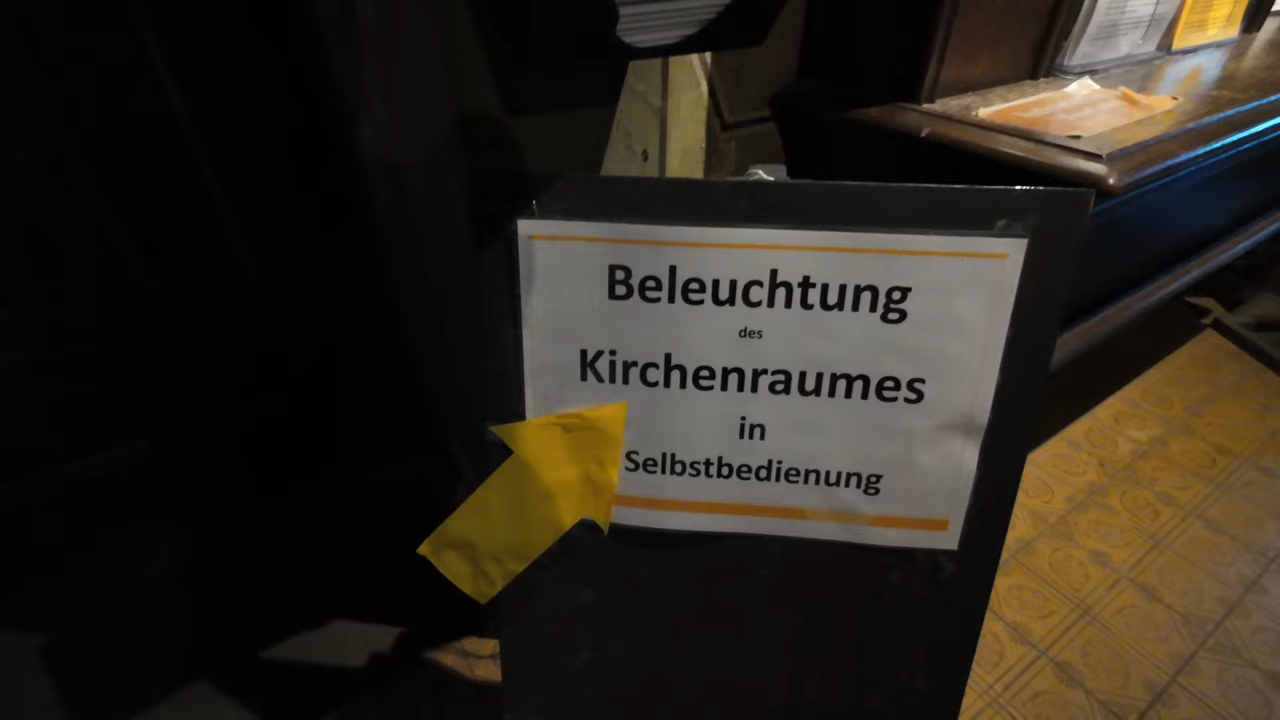 Beleuchtung
des
Kirchenraumes
in
Selbstbedienung